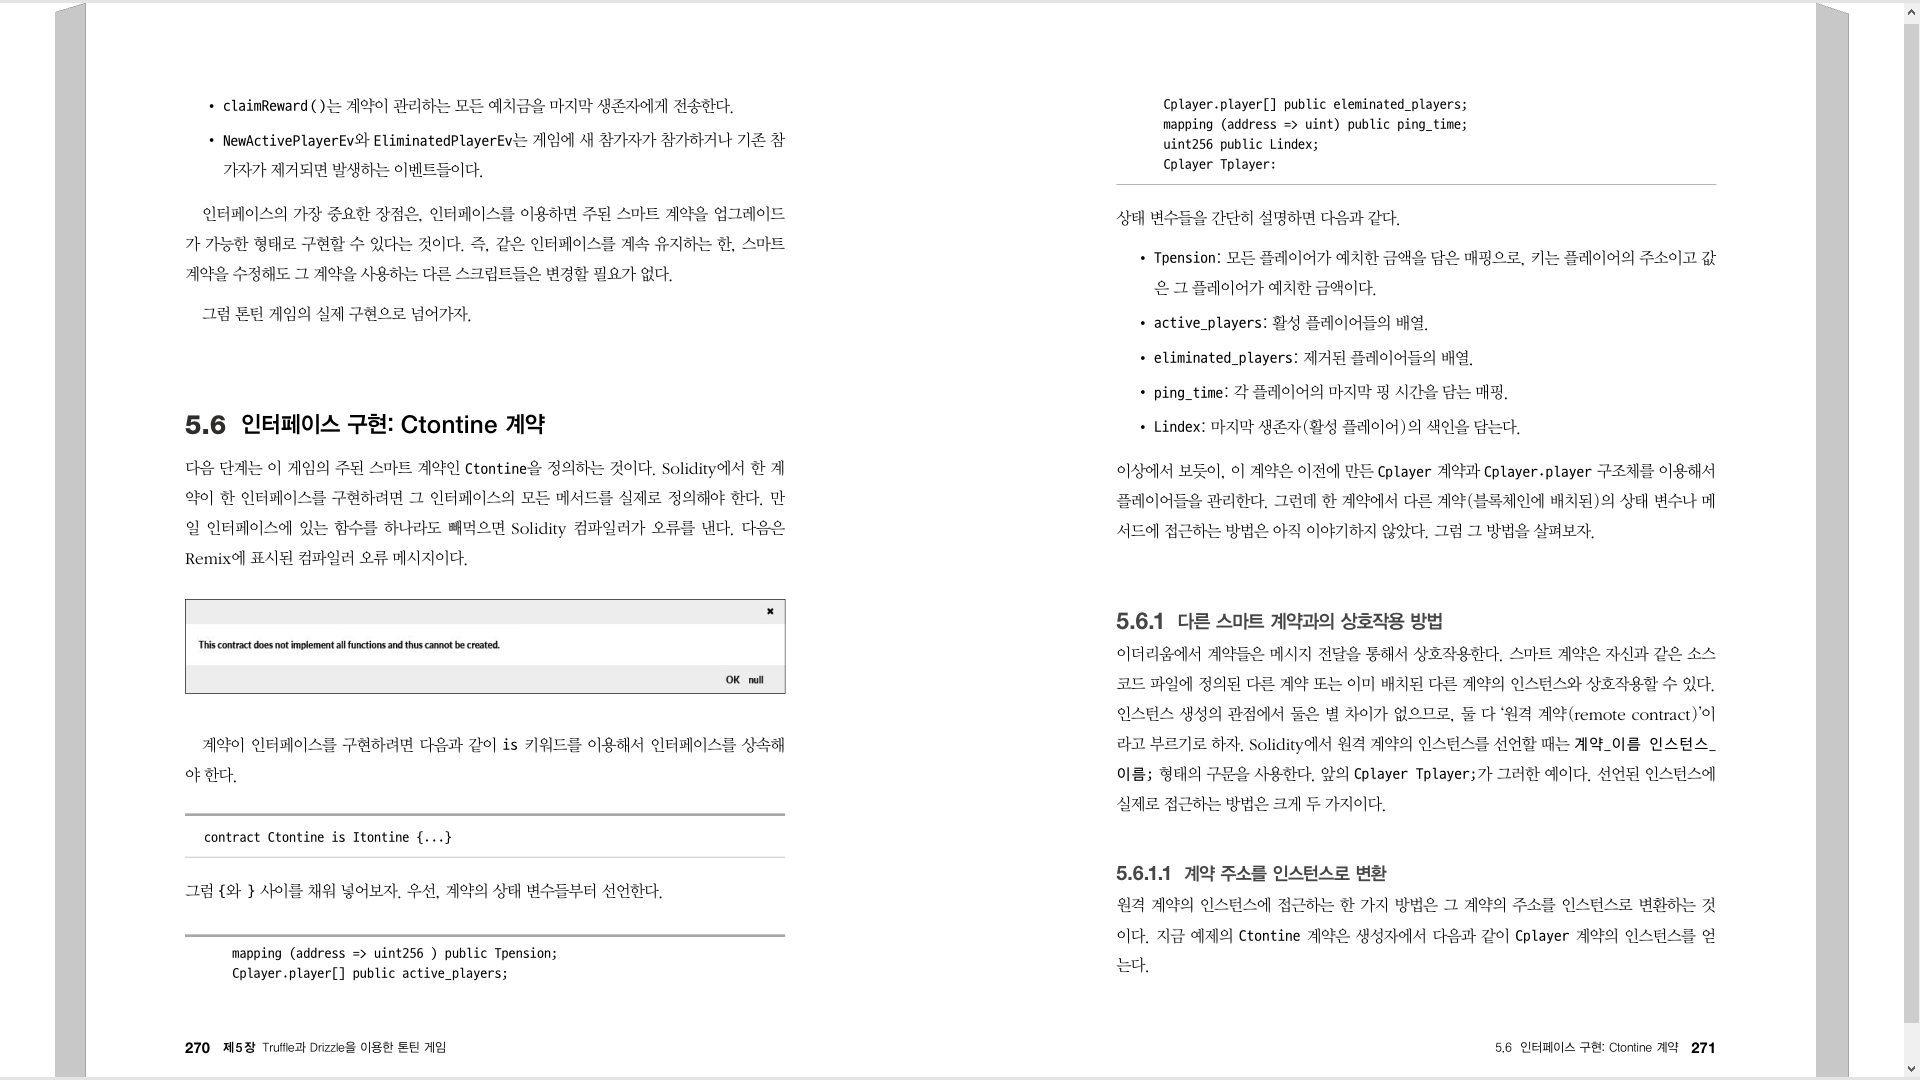 • claimReward()는 계약이 관리하는 모든 예치금을 마지막 생존자에게 전송한다.
• NewActivePlayerEv와 EliminatedPlayerEv는 게임에 새 참가자가 참가하거나 기존 참
가자가 제거되면 발생하는 이벤트들이다.
인터페이스의 가장 중요한 장점은, 인터페이스를 이용하면 주된 스마트 계약을 업그레이드
가 가능한 형태로 구현할 수 있다는 것이다. 즉, 같은 인터페이스를 계속 유지하는 한, 스마트
계약을 수정해도 그 계약을 사용하는 다른 스크립트들은 변경할 필요가 없다.
그럼 톤틴 게임의 실제 구현으로 넘어가자.
5.6 인터페이스 구현: Ctontine 계약
다음 단계는 이 게임의 주된 스마트 계약인 Ctontine을 정의하는 것이다. Solidity에서 한 계
약이 한 인터페이스를 구현하려면 그 인터페이스의 모든 메서드를 실제로 정의해야 한다. 만
일 인터페이스에 있는 함수를 하나라도 빼먹으면 Solidity 컴파일러가 오류를 낸다. 다음은
Remix에 표시된 컴파일러 오류 메시지이다.
✖
This contract does not implement all functions and thus cannot be created.
OK null
계약이 인터페이스를 구현하려면 다음과 같이 is 키워드를 이용해서 인터페이스를 상속해
야 한다.
contract Ctontine is Itontine {...}
그럼 {와 } 사이를 채워 넣어보자. 우선, 계약의 상태 변수들부터 선언한다.
mapping (address => uint256 ) public Tpension;
Cplayer.player[] public active_players;
270 제5장 Truffle과 Drizzle을 이용한 톤틴 게임
Cplayer.player[] public eleminated_players;
mapping (address => uint) public ping_time;
uint256 public Lindex;
Cplayer Tplayer:
상태 변수들을 간단히 설명하면 다음과 같다.
• Tpension: 모든 플레이어가 예치한 금액을 담은 매핑으로, 키는 플레이어의 주소이고 값
은 그 플레이어가 예치한 금액이다.
• active_players: 활성 플레이어들의 배열.
• eliminated_players: 제거된 플레이어들의 배열.
• ping_time: 각 플레이어의 마지막 핑 시간을 담는 매핑.
• Lindex: 마지막 생존자(활성 플레이어)의 색인을 담는다.
이상에서 보듯이, 이 계약은 이전에 만든 Cplayer 계약과 Cplayer.player 구조체를 이용해서
플레이어들을 관리한다. 그런데 한 계약에서 다른 계약(블록체인에 배치된)의 상태 변수나 메
서드에 접근하는 방법은 아직 이야기하지 않았다. 그럼 그 방법을 살펴보자.
5.6.1 다른 스마트 계약과의 상호작용 방법
이더리움에서 계약들은 메시지 전달을 통해서 상호작용한다. 스마트 계약은 자신과 같은 소스
코드 파일에 정의된 다른 계약 또는 이미 배치된 다른 계약의 인스턴스와 상호작용할 수 있다.
인스턴스 생성의 관점에서 둘은 별 차이가 없으므로, 둘 다 ‘원격 계약(remote contract)’이
라고 부르기로 하자. Solidity에서 원격 계약의 인스턴스를 선언할 때는 계약_이름 인스턴스_
이름; 형태의 구문을 사용한다. 앞의 Cplayer Tplayer;가 그러한 예이다. 선언된 인스턴스에
실제로 접근하는 방법은 크게 두 가지이다.
5.6.1.1 계약 주소를 인스턴스로 변환
원격 계약의 인스턴스에 접근하는 한 가지 방법은 그 계약의 주소를 인스턴스로 변환하는 것
이다. 지금 예제의 Ctontine 계약은 생성자에서 다음과 같이 Cplayer 계약의 인스턴스를 얻
는다.
5.6 인터페이스 구현: Ctontine 계약 271